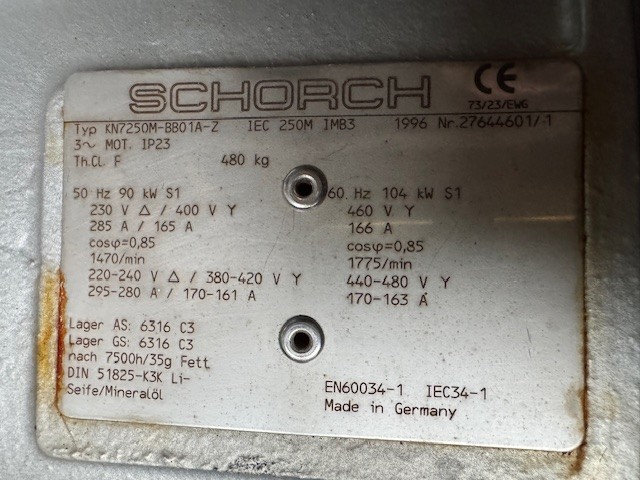 SCHORCH
CE
73/23/EWG
Typ KN7250M-BB01A-Z IEC 250M IMB3 1996 Nr.27644601/1
3~ MOT. IP23
Th.Cl. F 480 kg
50 Hz 90 kW S1
230 V Δ / 400 V Y
285 A / 165 A
cosφ=0,85
1470/min
220-240 V Δ / 380-420 V Y
295-280 A / 170-161 A
60 Hz 104 kW S1
460 V Y
166 A
cosφ=0,85
1775/min
440-480 V Y
170-163 A
Lager AS: 6316 C3
Lager GS: 6316 C3
nach 7500h/35g Fett
DIN 51825-K3K Li-
Seife/Mineralöl
EN60034-1 IEC34-1
Made in Germany